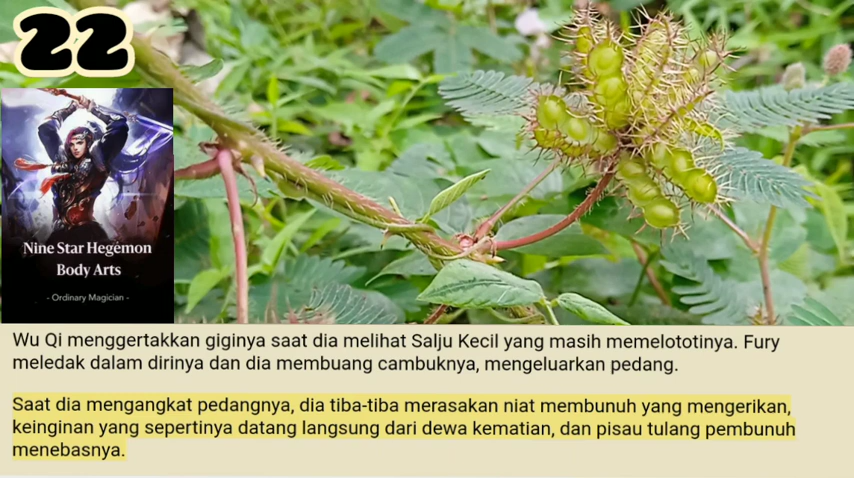 22
Nine Star Hegemon
Body Arts
- Ordinary Magician -
Wu Qi menggertakkan giginya saat dia melihat Salju Kecil yang masih memelototinya. Fury
meledak dalam dirinya dan dia membuang cambuknya, mengeluarkan pedang.
Saat dia mengangkat pedangnya, dia tiba-tiba merasakan niat membunuh yang mengerikan,
keinginan yang sepertinya datang langsung dari dewa kematian, dan pisau tulang pembunuh
menebasnya.